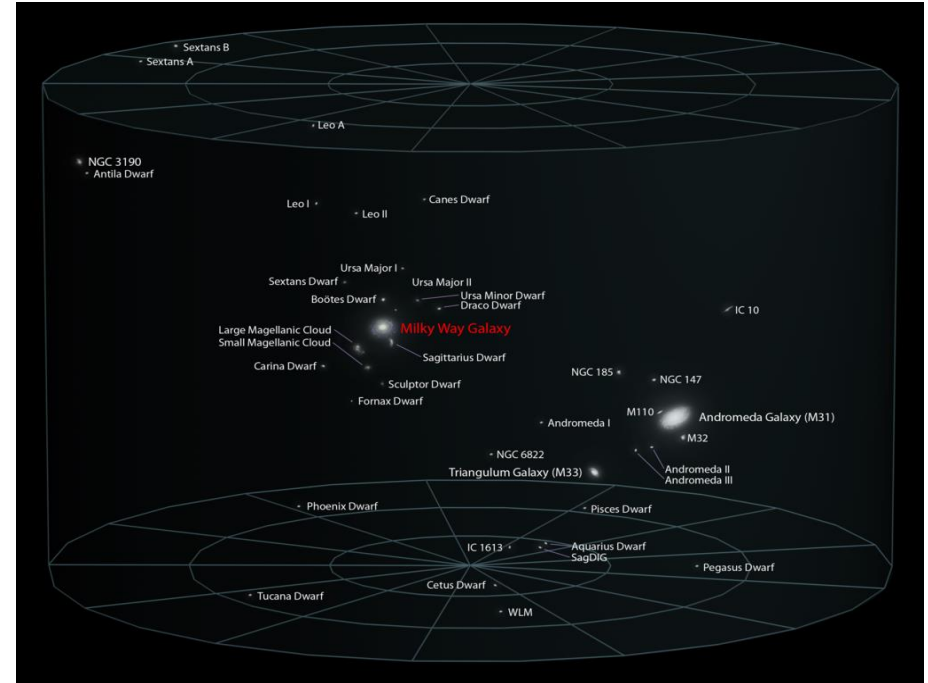 Sextans B
Sextans A
Leo A
NGC 3190
Antila Dwarf
Canes Dwarf
Leo I
Leo II
Ursa Major I
Sextans Dwarf
Ursa Major II
Boötes Dwarf
Ursa Minor Dwarf
Draco Dwarf
IC 10
Milky Way Galaxy
Large Magellanic Cloud
Small Magellanic Cloud
Sagittarius Dwarf
Carina Dwarf
NGC 185
NGC 147
Sculptor Dwarf
Fornax Dwarf
M110
Andromeda Galaxy (M31)
Andromeda I
M32
NGC 6822
Triangulum Galaxy (M33)
Andromeda II
Andromeda III
Phoenix Dwarf
Pisces Dwarf
IC 1613
Aquarius Dwarf
SagDIG
Pegasus Dwarf
Cetus Dwarf
Tucana Dwarf
WLM